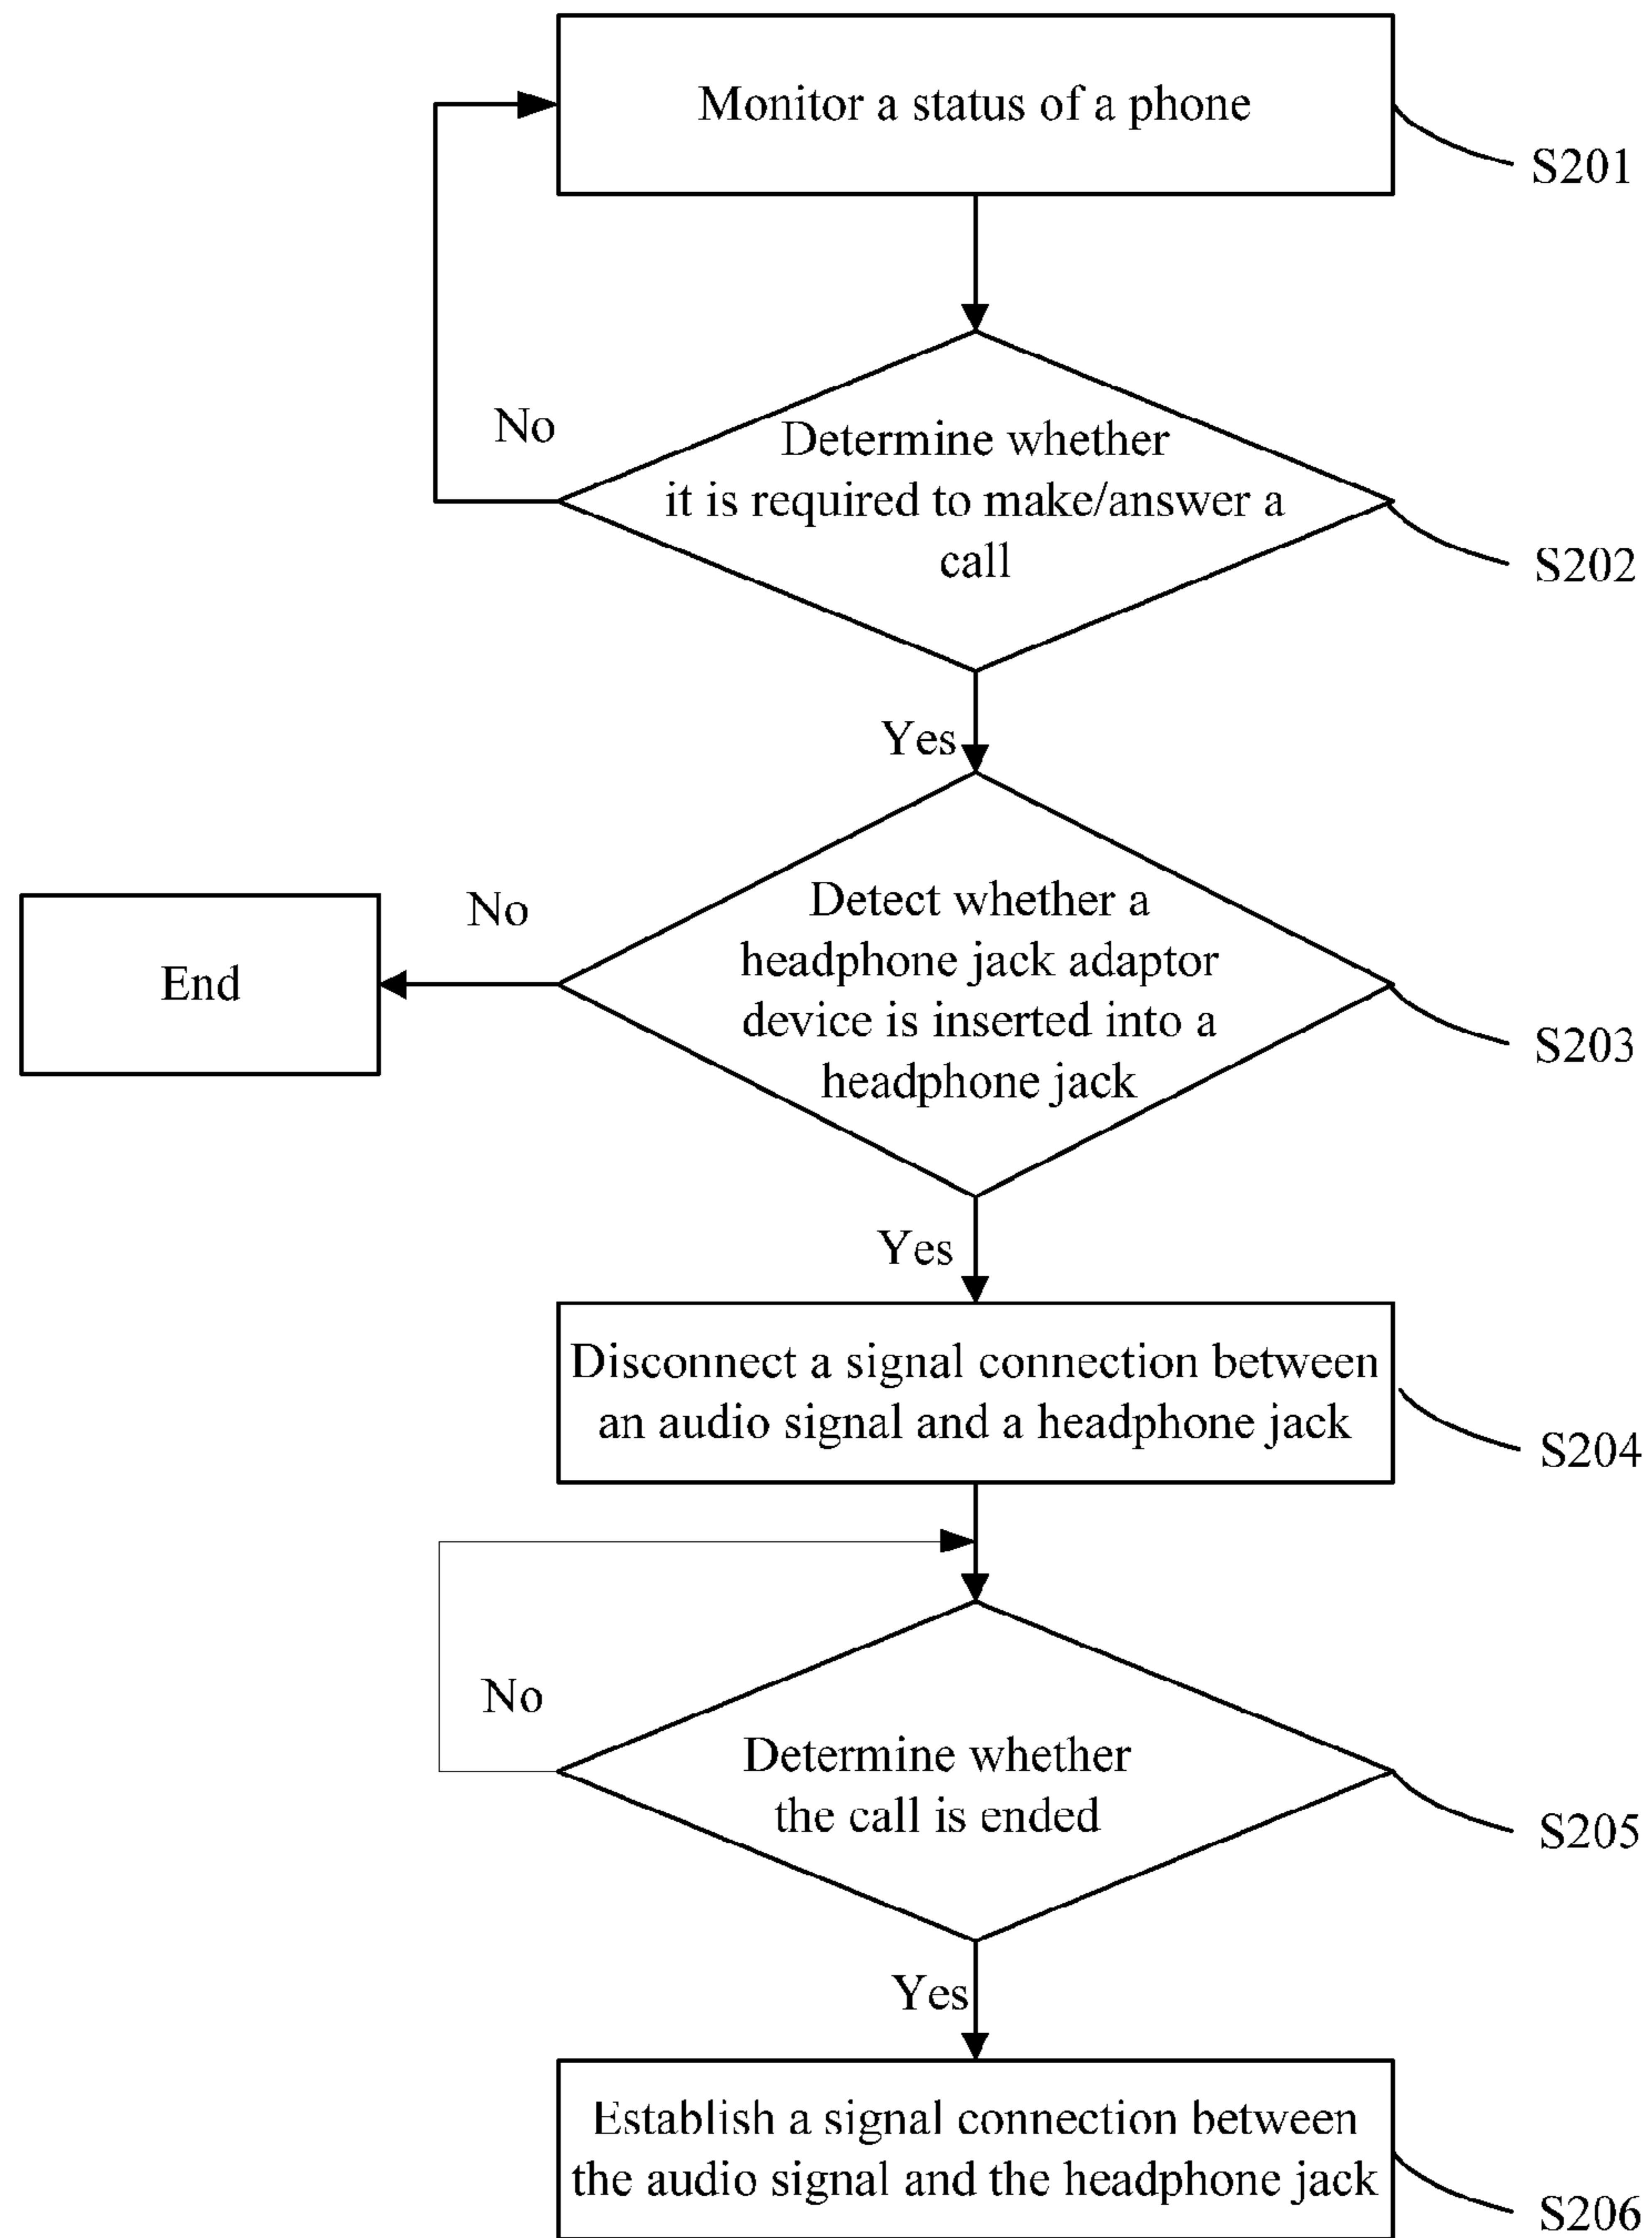 Monitor a status of a phone
S201
No
Determine whether
it is required to make/answer a
call
S202
Yes
No
Detect whether a
headphone jack adaptor
device is inserted into a
headphone jack
End
S203
Yes
Disconnect a signal connection between
an audio signal and a headphone jack
S204
No
Determine whether
the call is ended
S205
Yes
Establish a signal connection between
the audio signal and the headphone jack
S206